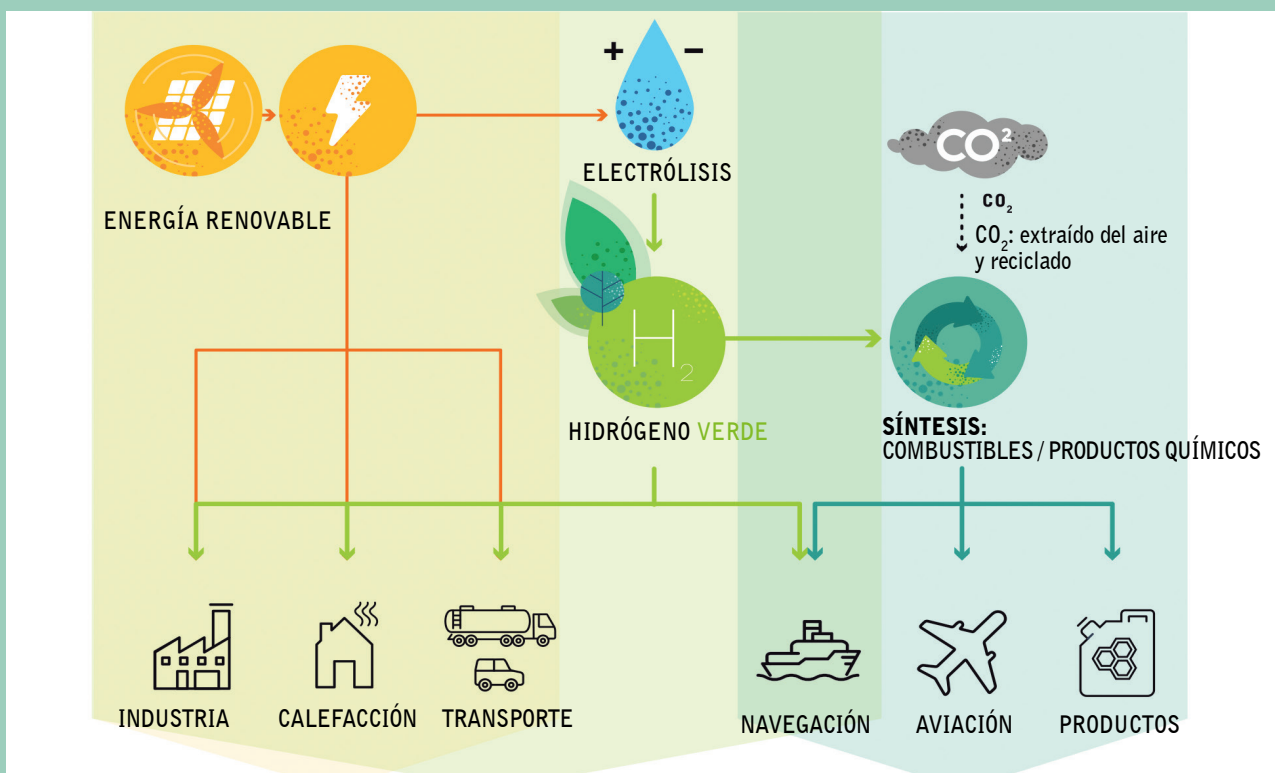 + −
ELECTRÓLISIS
ENERGÍA RENOVABLE
CO²
CO₂
CO₂: extraído del aire
y reciclado
H₂
HIDRÓGENO VERDE
SÍNTESIS:
COMBUSTIBLES / PRODUCTOS QUÍMICOS
INDUSTRIA
CALEFACCIÓN
TRANSPORTE
NAVEGACIÓN
AVIACIÓN
PRODUCTOS